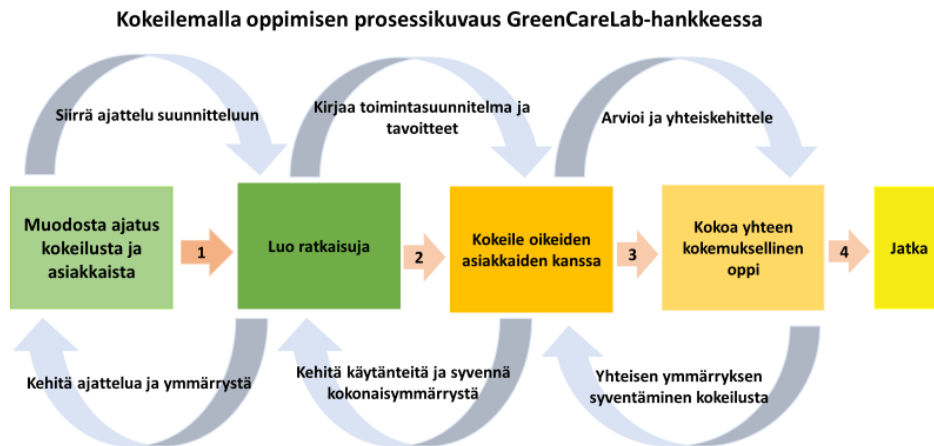 Kokeilemalla oppimisen prosessikuvaus GreenCareLab-hankkeessa
Siirrä ajattelu suunnitteluun
Kirjaa toimintasuunnitelma ja
tavoitteet
Arvioi ja yhteiskehittele
Muodosta ajatus
kokeilusta ja
asiakkaista
1
Luo ratkaisuja
2
Kokeile oikeiden
asiakkaiden kanssa
3
Kokoa yhteen
kokemuksellinen
oppi
4
Jatka
Kehitä ajattelua ja ymmärrystä
Kehitä käytänteitä ja syvennä
kokonaisymmärrystä
Yhteisen ymmärryksen
syventäminen kokeilusta